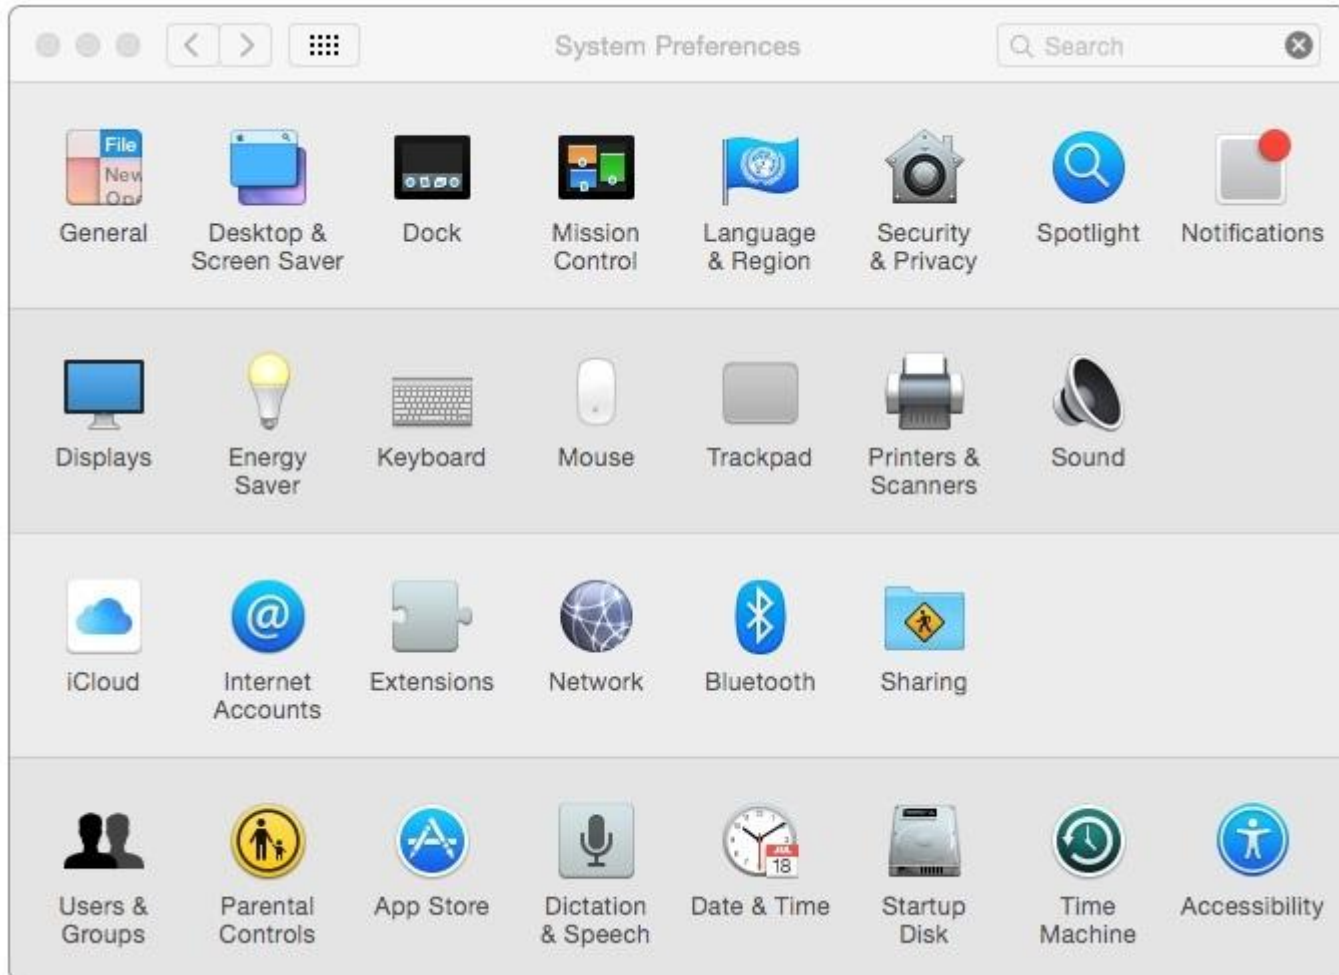 System Preferences
Search
File
New
Ope
General
Desktop &
Screen Saver
Dock
Mission
Control
Language
& Region
Security
& Privacy
Spotlight
Notifications
Displays
Energy
Saver
Keyboard
Mouse
Trackpad
Printers &
Scanners
Sound
iCloud
@
Internet
Accounts
Extensions
Network
Bluetooth
Sharing
Users &
Groups
Parental
Controls
App Store
Dictation
& Speech
JUL
18
Date & Time
Startup
Disk
Time
Machine
Accessibility